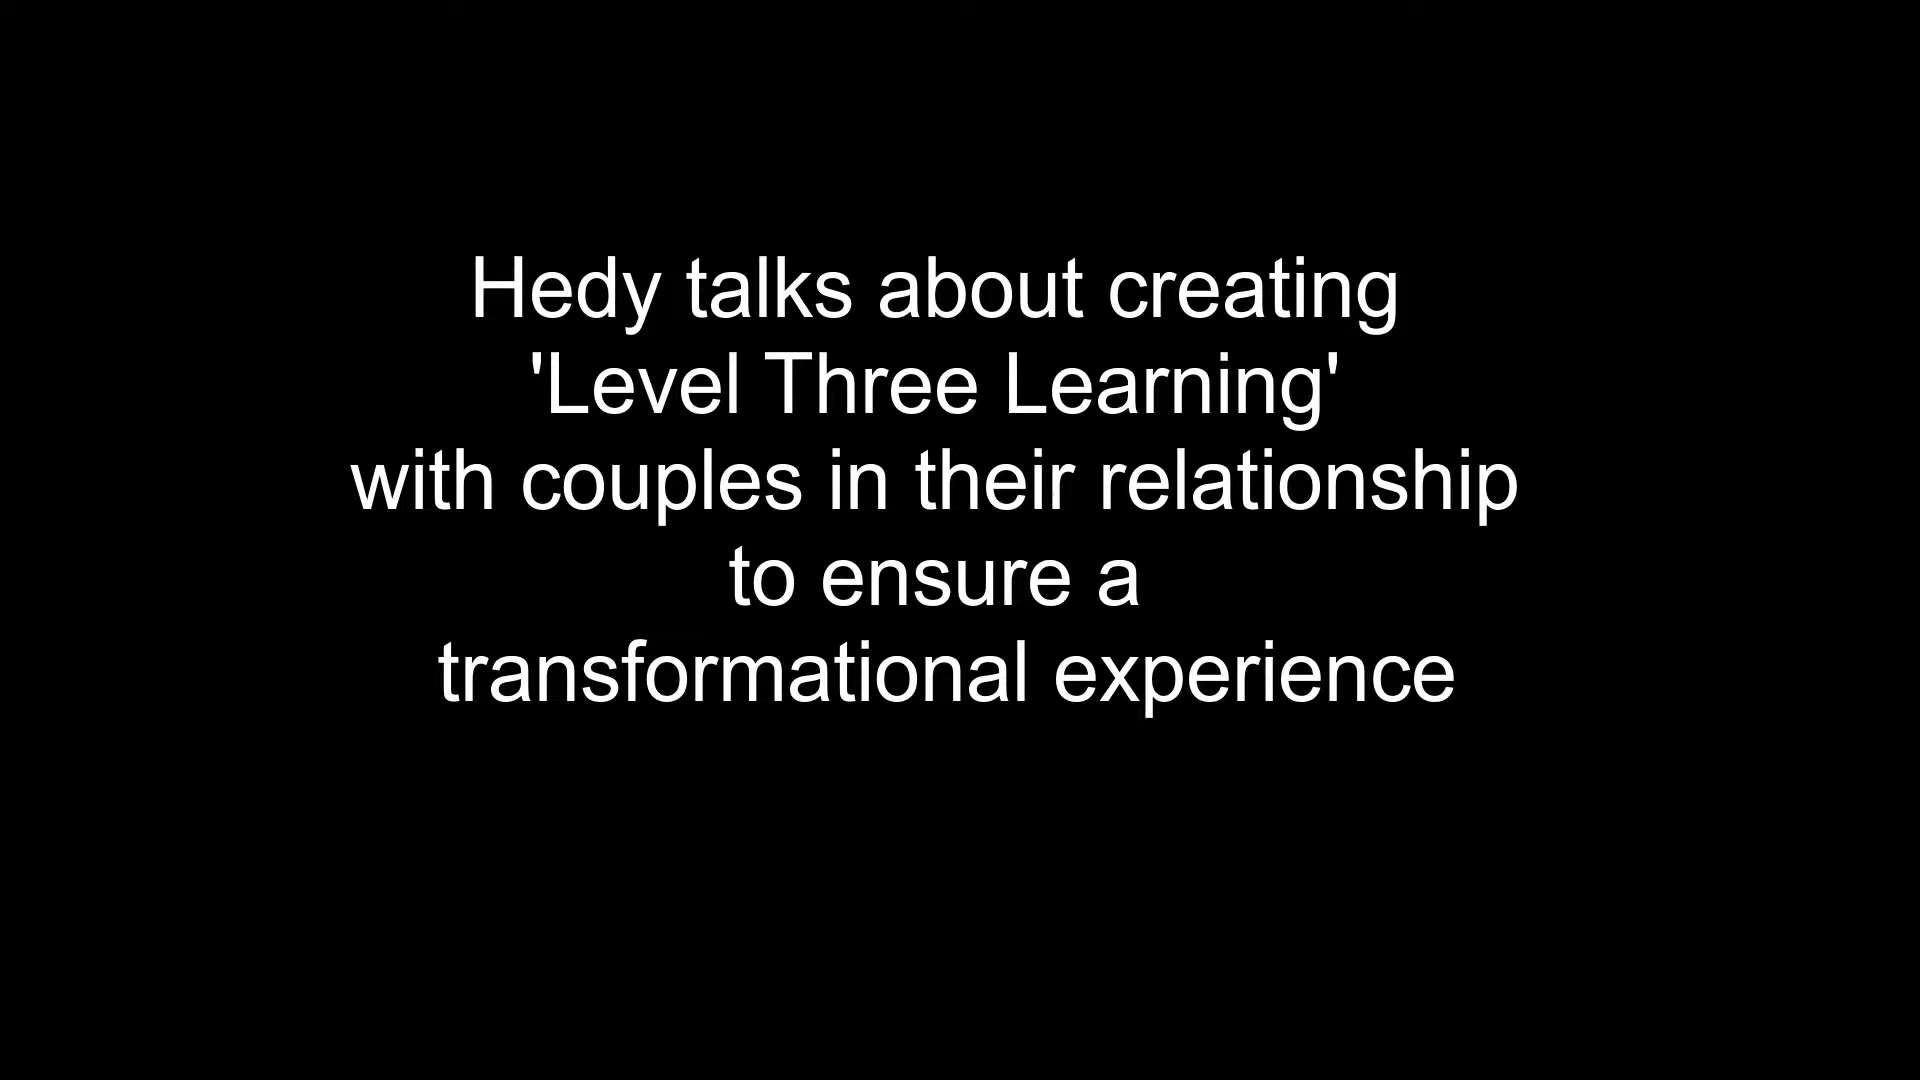 Hedy talks about creating
'Level Three Learning'
with couples in their relationship
to ensure a
transformational experience